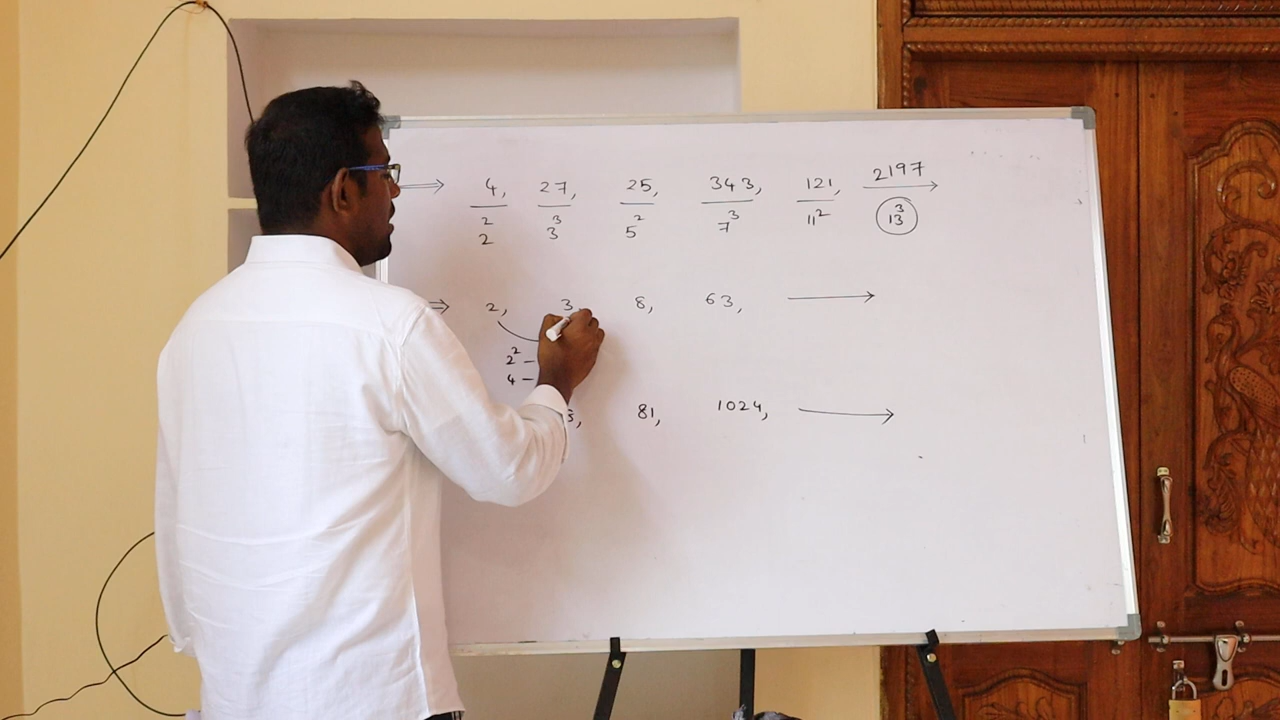 ⇒ 4, 27, 25, 343, 121, 2197
2² 3³ 5² 7³ 11² 13³
⇒ 2, 3, 8, 63, →
2² –
4 –
81, 1024, →